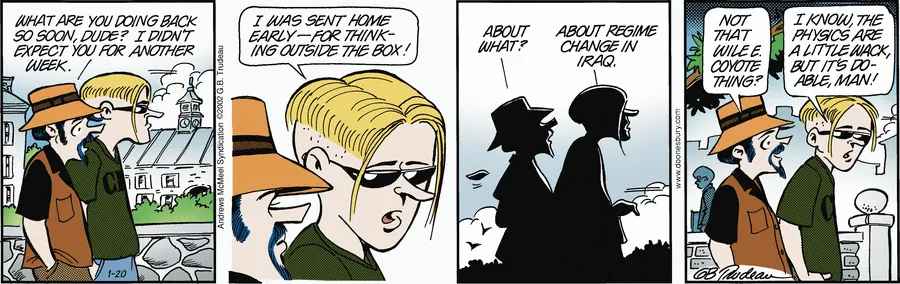 WHAT ARE YOU DOING BACK
SO SOON, DUDE? I DIDN'T
EXPECT YOU FOR ANOTHER
WEEK.
1-20
Andrews McMeel Syndication ©2002 G.B. Trudeau
I WAS SENT HOME
EARLY—FOR THINK-
ING OUTSIDE THE BOX!
ABOUT
WHAT?
ABOUT REGIME
CHANGE IN
IRAQ.
www.doonesbury.com
NOT
THAT
WILE E.
COYOTE
THING?
I KNOW, THE
PHYSICS ARE
A LITTLE WACK,
BUT IT'S DO-
ABLE, MAN!
GB Trudeau